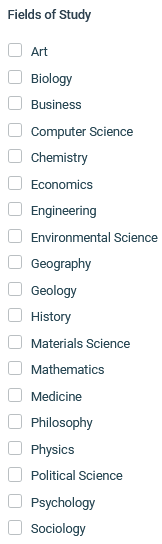 Fields of Study
Art
Biology
Business
Computer Science
Chemistry
Economics
Engineering
Environmental Science
Geography
Geology
History
Materials Science
Mathematics
Medicine
Philosophy
Physics
Political Science
Psychology
Sociology